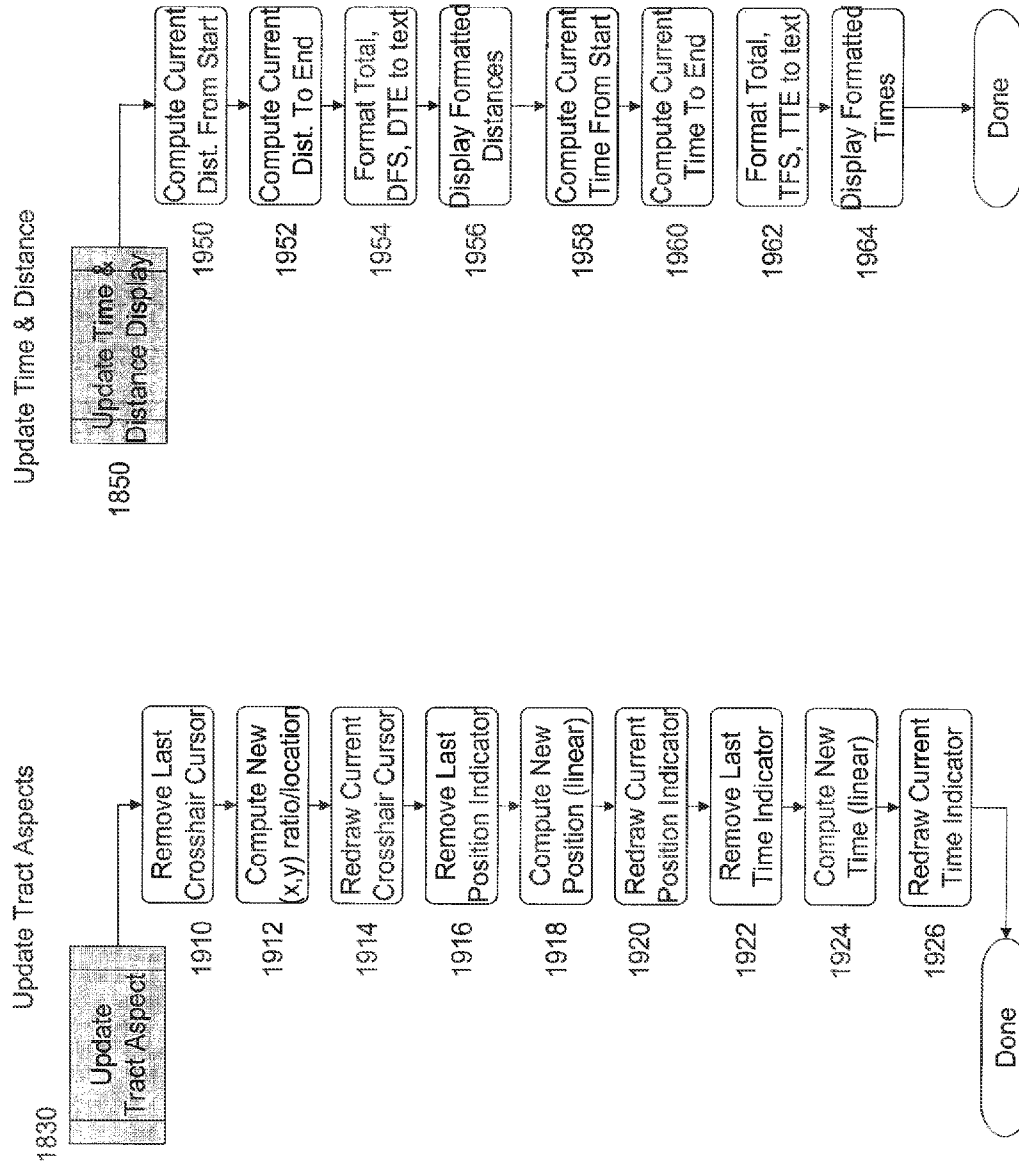 Update Tract Aspects
1830
Update
Tract Aspect
1910
Remove Last
Crosshair Cursor
1912
Compute New
(x,y) ratio/location
1914
Redraw Current
Crosshair Cursor
1916
Remove Last
Position Indicator
1918
Compute New
Position (linear)
1920
Redraw Current
Position Indicator
1922
Remove Last
Time Indicator
1924
Compute New
Time (linear)
1926
Redraw Current
Time Indicator
Done
Update Time & Distance
1850
Update Time &
Distance Display
1950
Compute Current
Dist. From Start
1952
Compute Current
Dist. To End
1954
Format Total,
DFS, DTE to text
1956
Display Formatted
Distances
1958
Compute Current
Time From Start
1960
Compute Current
Time To End
1962
Format Total,
TFS, TTE to text
1964
Display Formatted
Times
Done